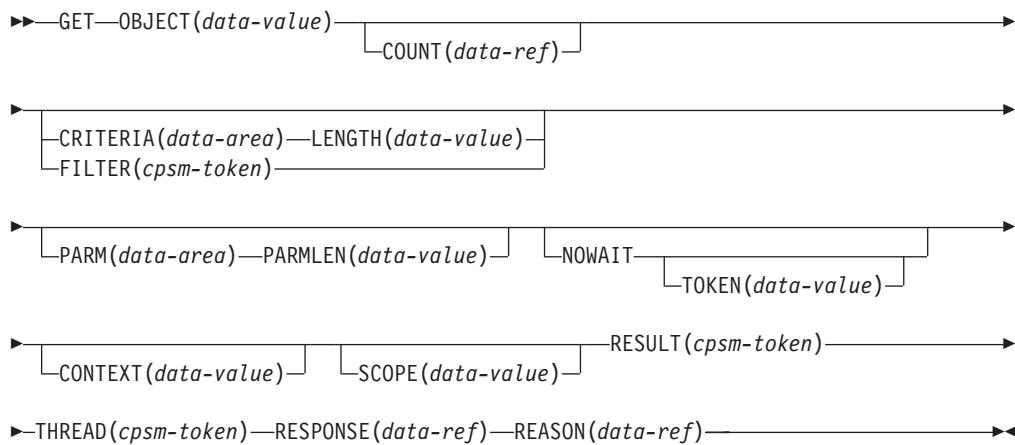 GET OBJECT(data-value)
COUNT(data-ref)
CRITERIA(data-area) LENGTH(data-value)
FILTER(cpsm-token)
PARM(data-area) PARMLEN(data-value) NOWAIT
TOKEN(data-value)
RESULT(cpsm-token)
CONTEXT(data-value) SCOPE(data-value)
THREAD(cpsm-token) RESPONSE(data-ref) REASON(data-ref)